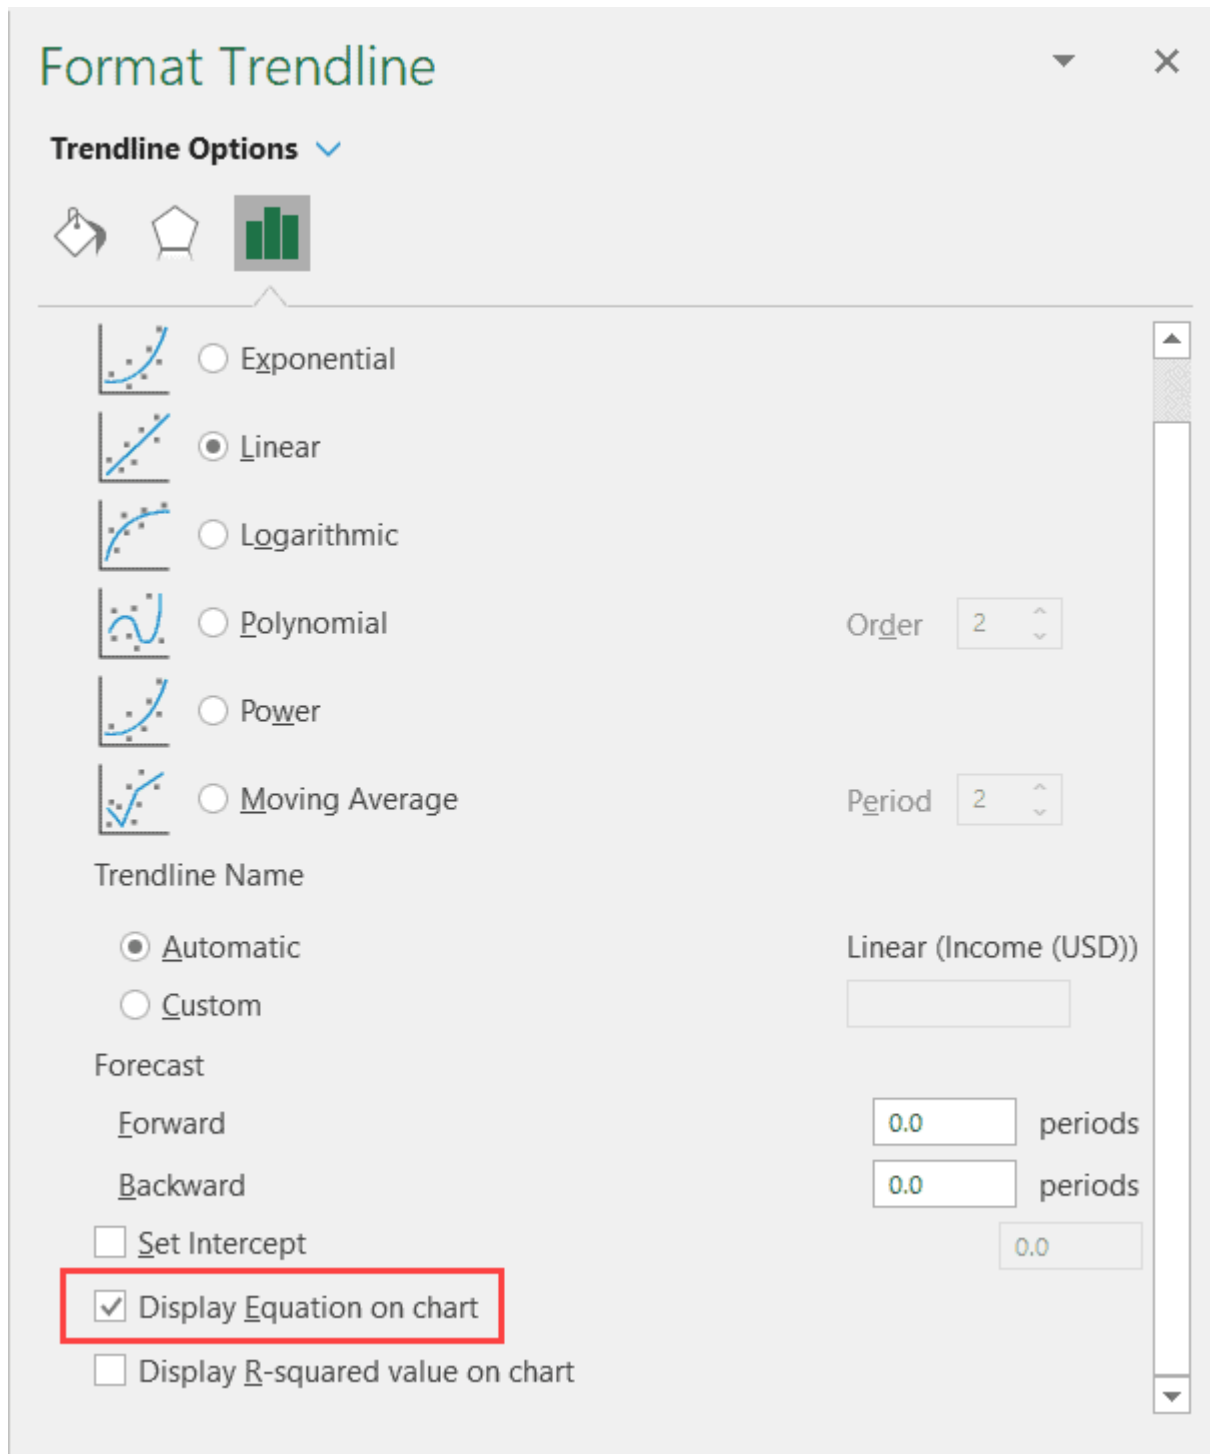 Format Trendline
Trendline Options
Exponential
Linear
Logarithmic
Polynomial Order 2
Power
Moving Average Period 2
Trendline Name
Automatic Linear (Income (USD))
Custom
Forecast
Forward 0.0 periods
Backward 0.0 periods
Set Intercept 0.0
Display Equation on chart
Display R-squared value on chart